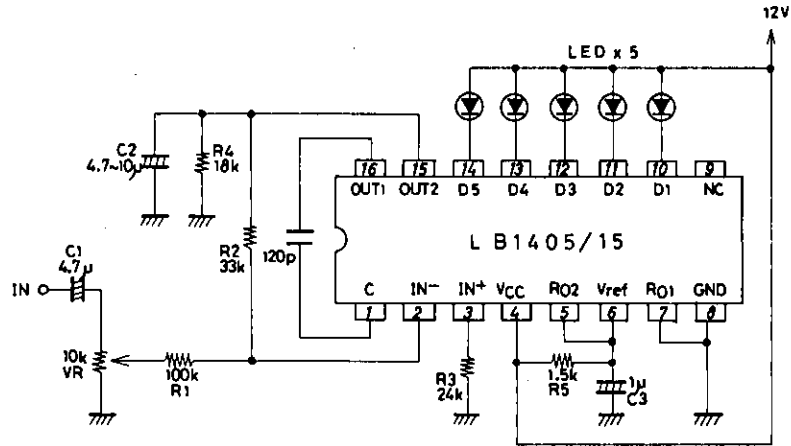 12V
LED x 5
C2
4.7~10μ
R4
18k
16 15 14 13 12 11 10 9
OUT1 OUT2 D5 D4 D3 D2 D1 NC
R2
33k
120p
LB1405/15
C1
4.7μ
IN
C IN− IN+ VCC RO2 Vref RO1 GND
1 2 3 4 5 6 7 8
10k
VR
100k
R1
R3
24k
1.5k
R5
1μ
C3